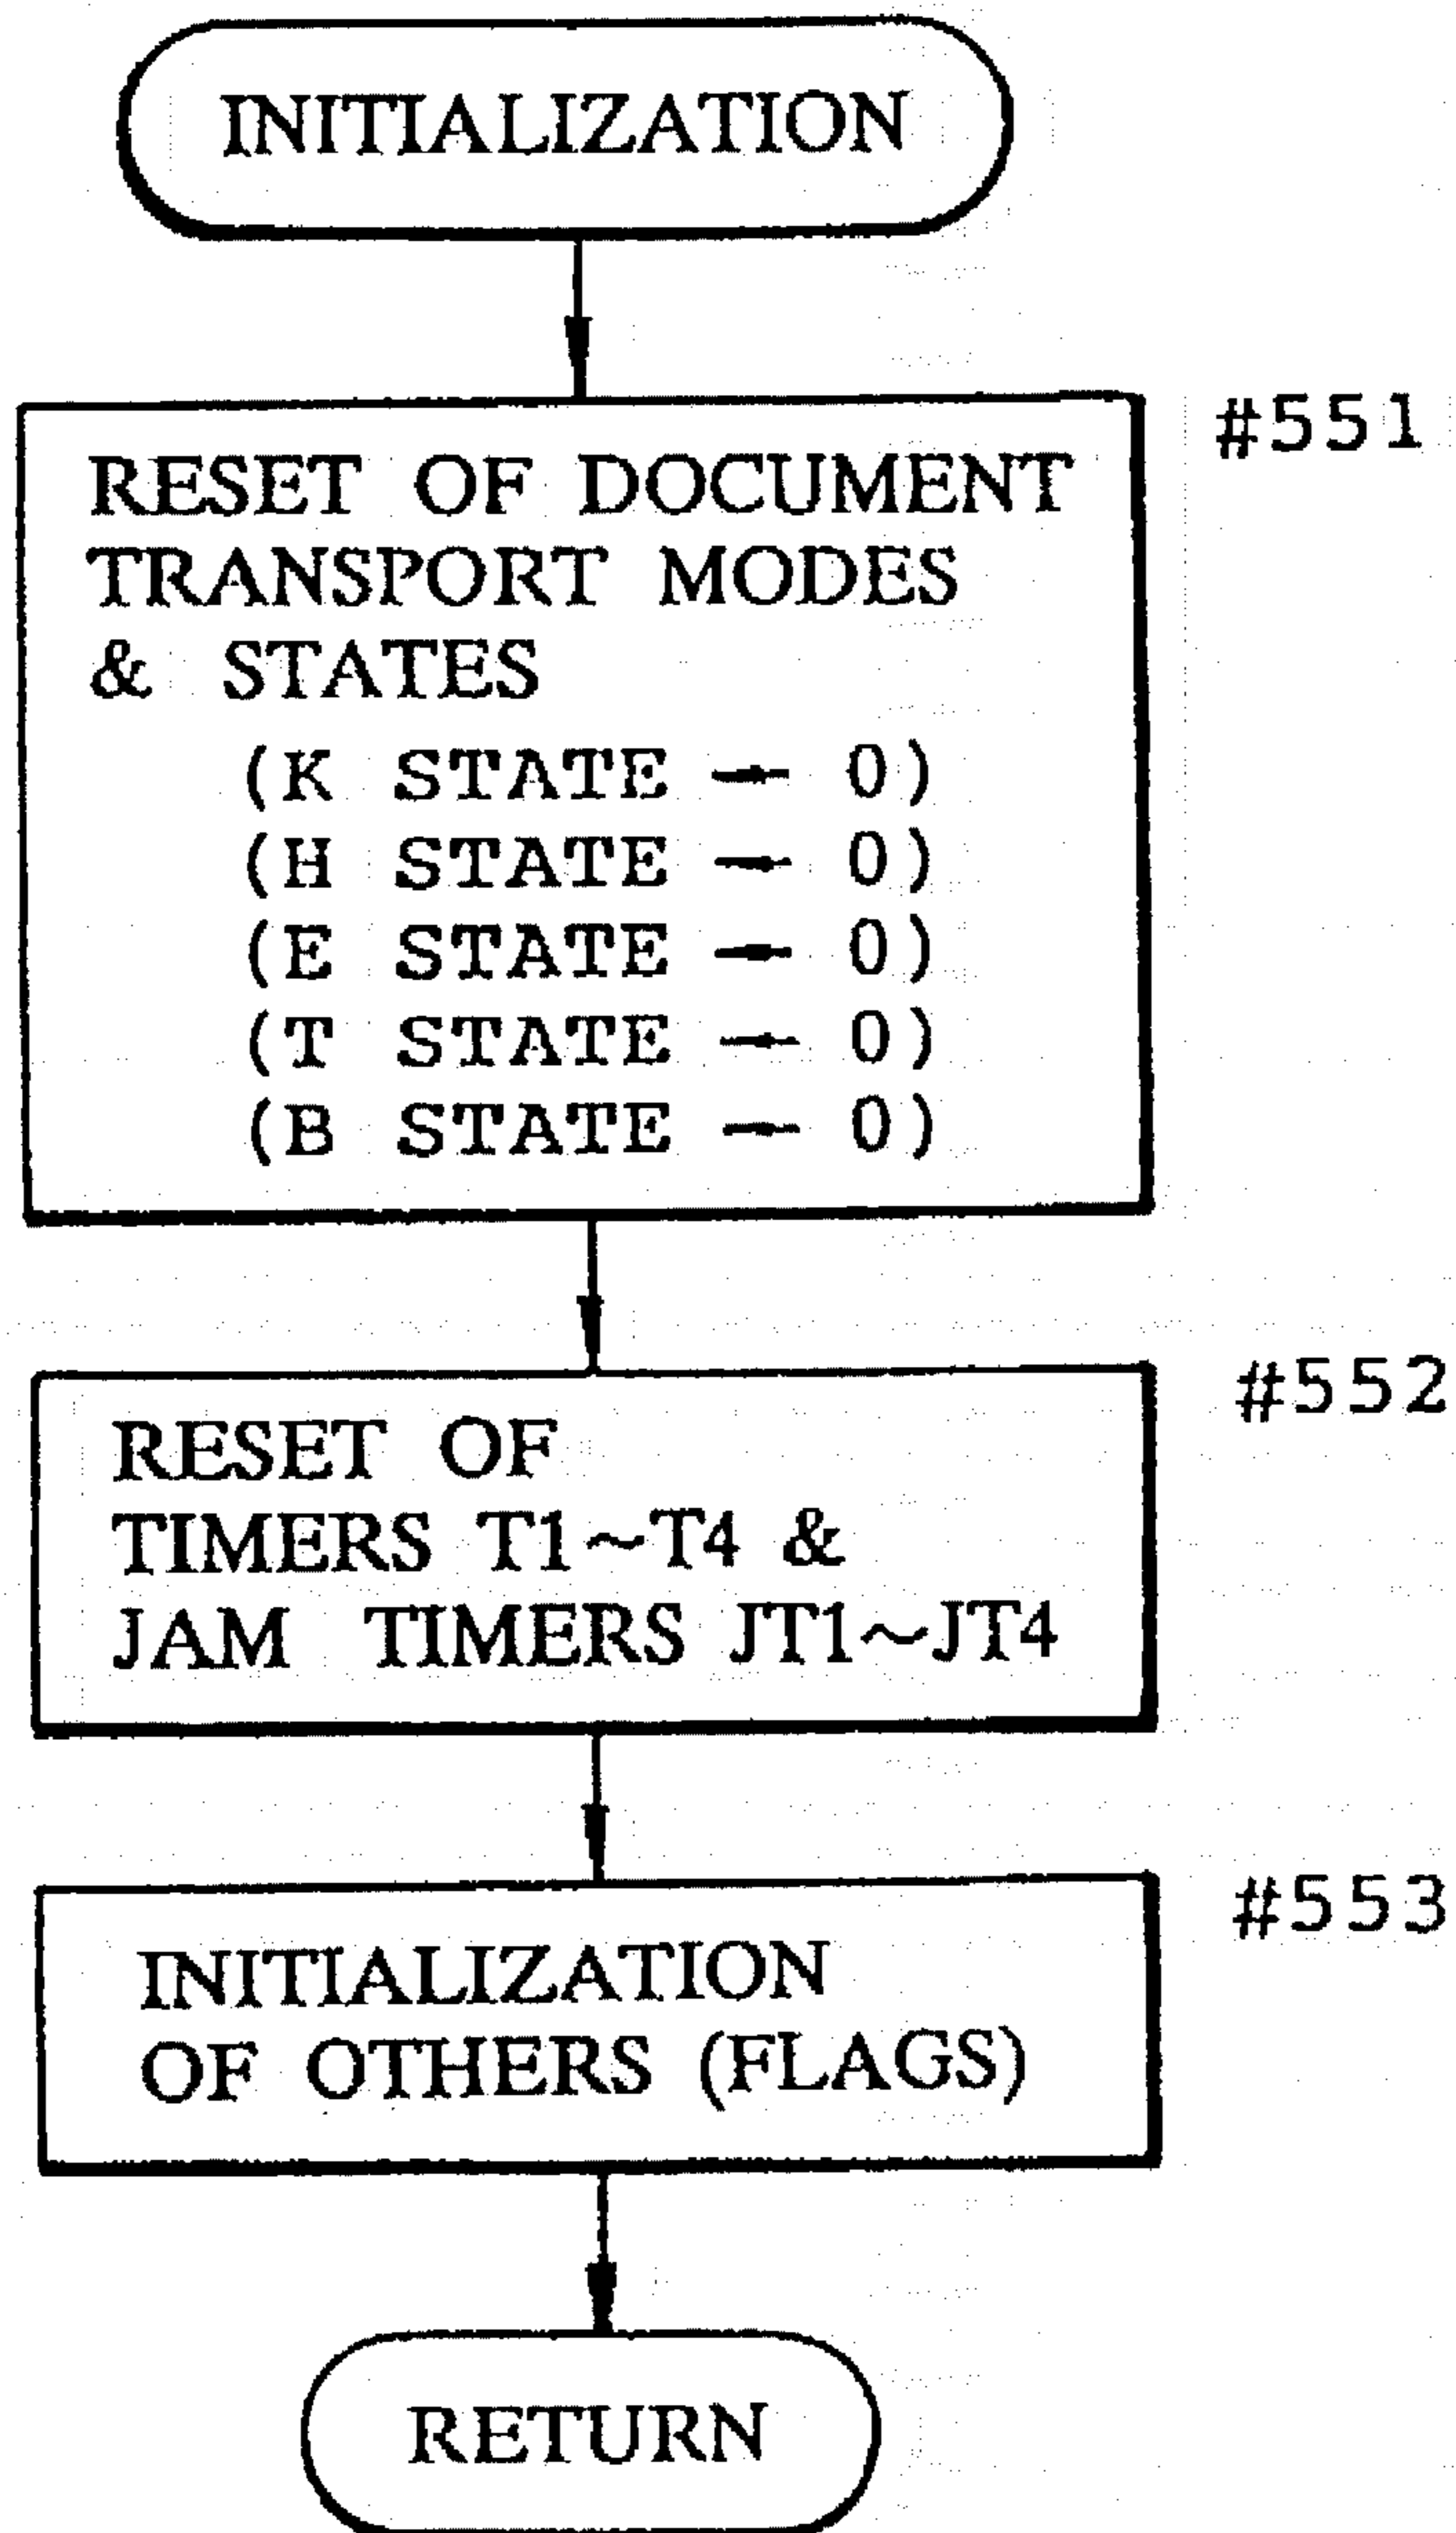 INITIALIZATION
#551
RESET OF DOCUMENT
TRANSPORT MODES
& STATES
(K STATE ← 0)
(H STATE ← 0)
(E STATE ← 0)
(T STATE ← 0)
(B STATE ← 0)
#552
RESET OF
TIMERS T1~T4 &
JAM TIMERS JT1~JT4
#553
INITIALIZATION
OF OTHERS (FLAGS)
RETURN